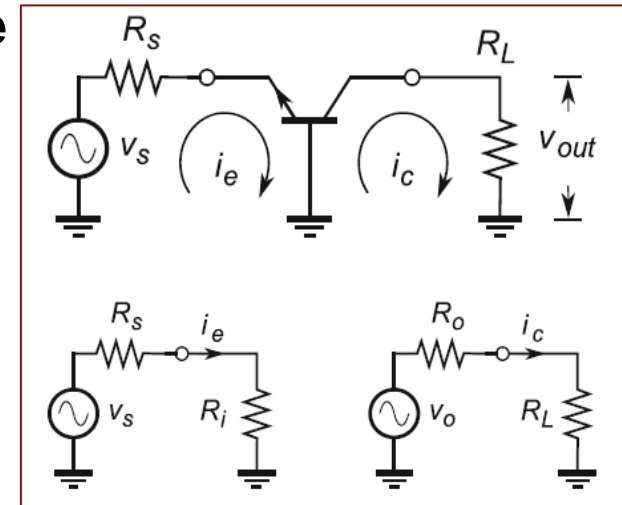 e
R_s
R_L
v_s
i_e
i_c
v_out
R_s
i_e
R_o
i_c
v_s
R_i
v_o
R_L